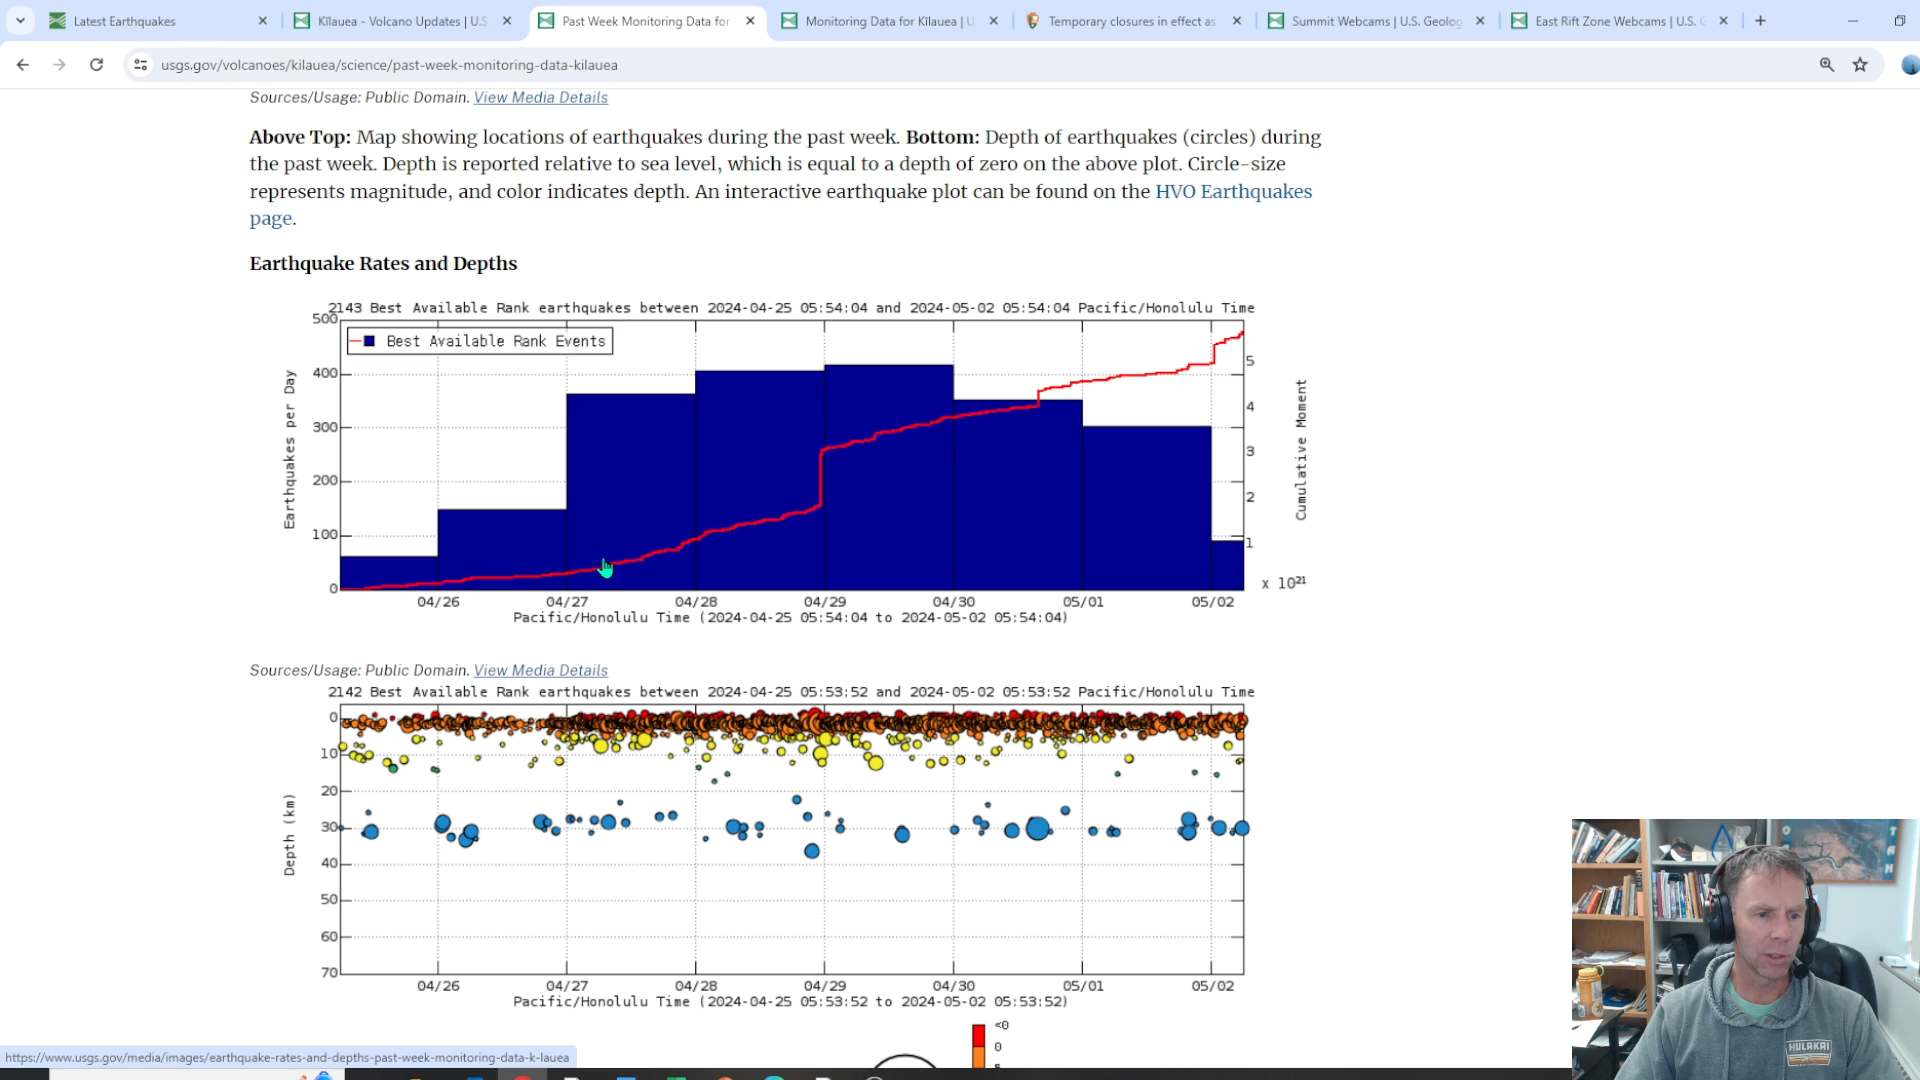 Latest Earthquakes
Kīlauea - Volcano Updates | U.S
Past Week Monitoring Data for
Monitoring Data for Kīlauea | U
Temporary closures in effect as
Summit Webcams | U.S. Geolog
East Rift Zone Webcams | U.S. G
usgs.gov/volcanoes/kilauea/science/past-week-monitoring-data-kilauea
Sources/Usage: Public Domain. View Media Details
Above Top: Map showing locations of earthquakes during the past week. Bottom: Depth of earthquakes (circles) during
the past week. Depth is reported relative to sea level, which is equal to a depth of zero on the above plot. Circle-size
represents magnitude, and color indicates depth. An interactive earthquake plot can be found on the HVO Earthquakes
page.
Earthquake Rates and Depths
2143 Best Available Rank earthquakes between 2024-04-25 05:54:04 and 2024-05-02 05:54:04 Pacific/Honolulu Time
Best Available Rank Events
500
400
300
200
100
0
Earthquakes per Day
5
4
3
2
1
x 10²¹
Cumulative Moment
04/26 04/27 04/28 04/29 04/30 05/01 05/02
Pacific/Honolulu Time (2024-04-25 05:54:04 to 2024-05-02 05:54:04)
Sources/Usage: Public Domain. View Media Details
2142 Best Available Rank earthquakes between 2024-04-25 05:53:52 and 2024-05-02 05:53:52 Pacific/Honolulu Time
0
10
20
30
40
50
60
70
Depth (km)
04/26 04/27 04/28 04/29 04/30 05/01 05/02
Pacific/Honolulu Time (2024-04-25 05:53:52 to 2024-05-02 05:53:52)
<0
0
HULAKAI
https://www.usgs.gov/media/images/earthquake-rates-and-depths-past-week-monitoring-data-k-lauea